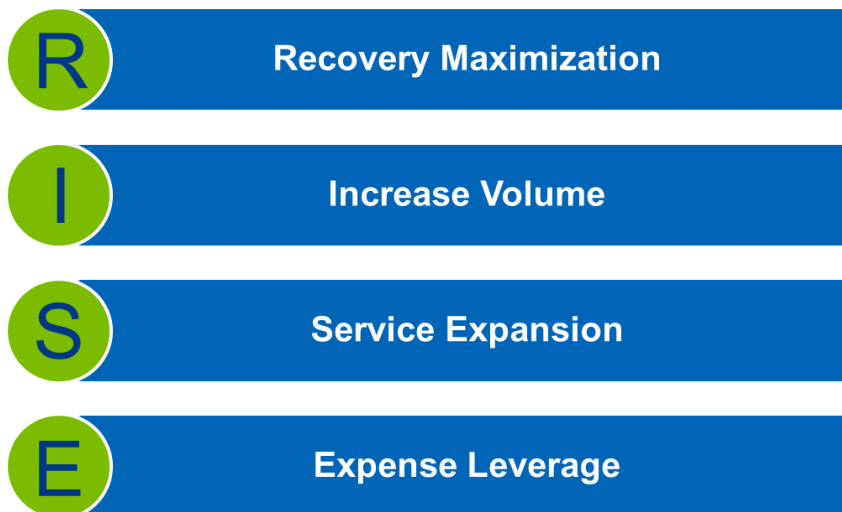 R Recovery Maximization
I Increase Volume
S Service Expansion
E Expense Leverage